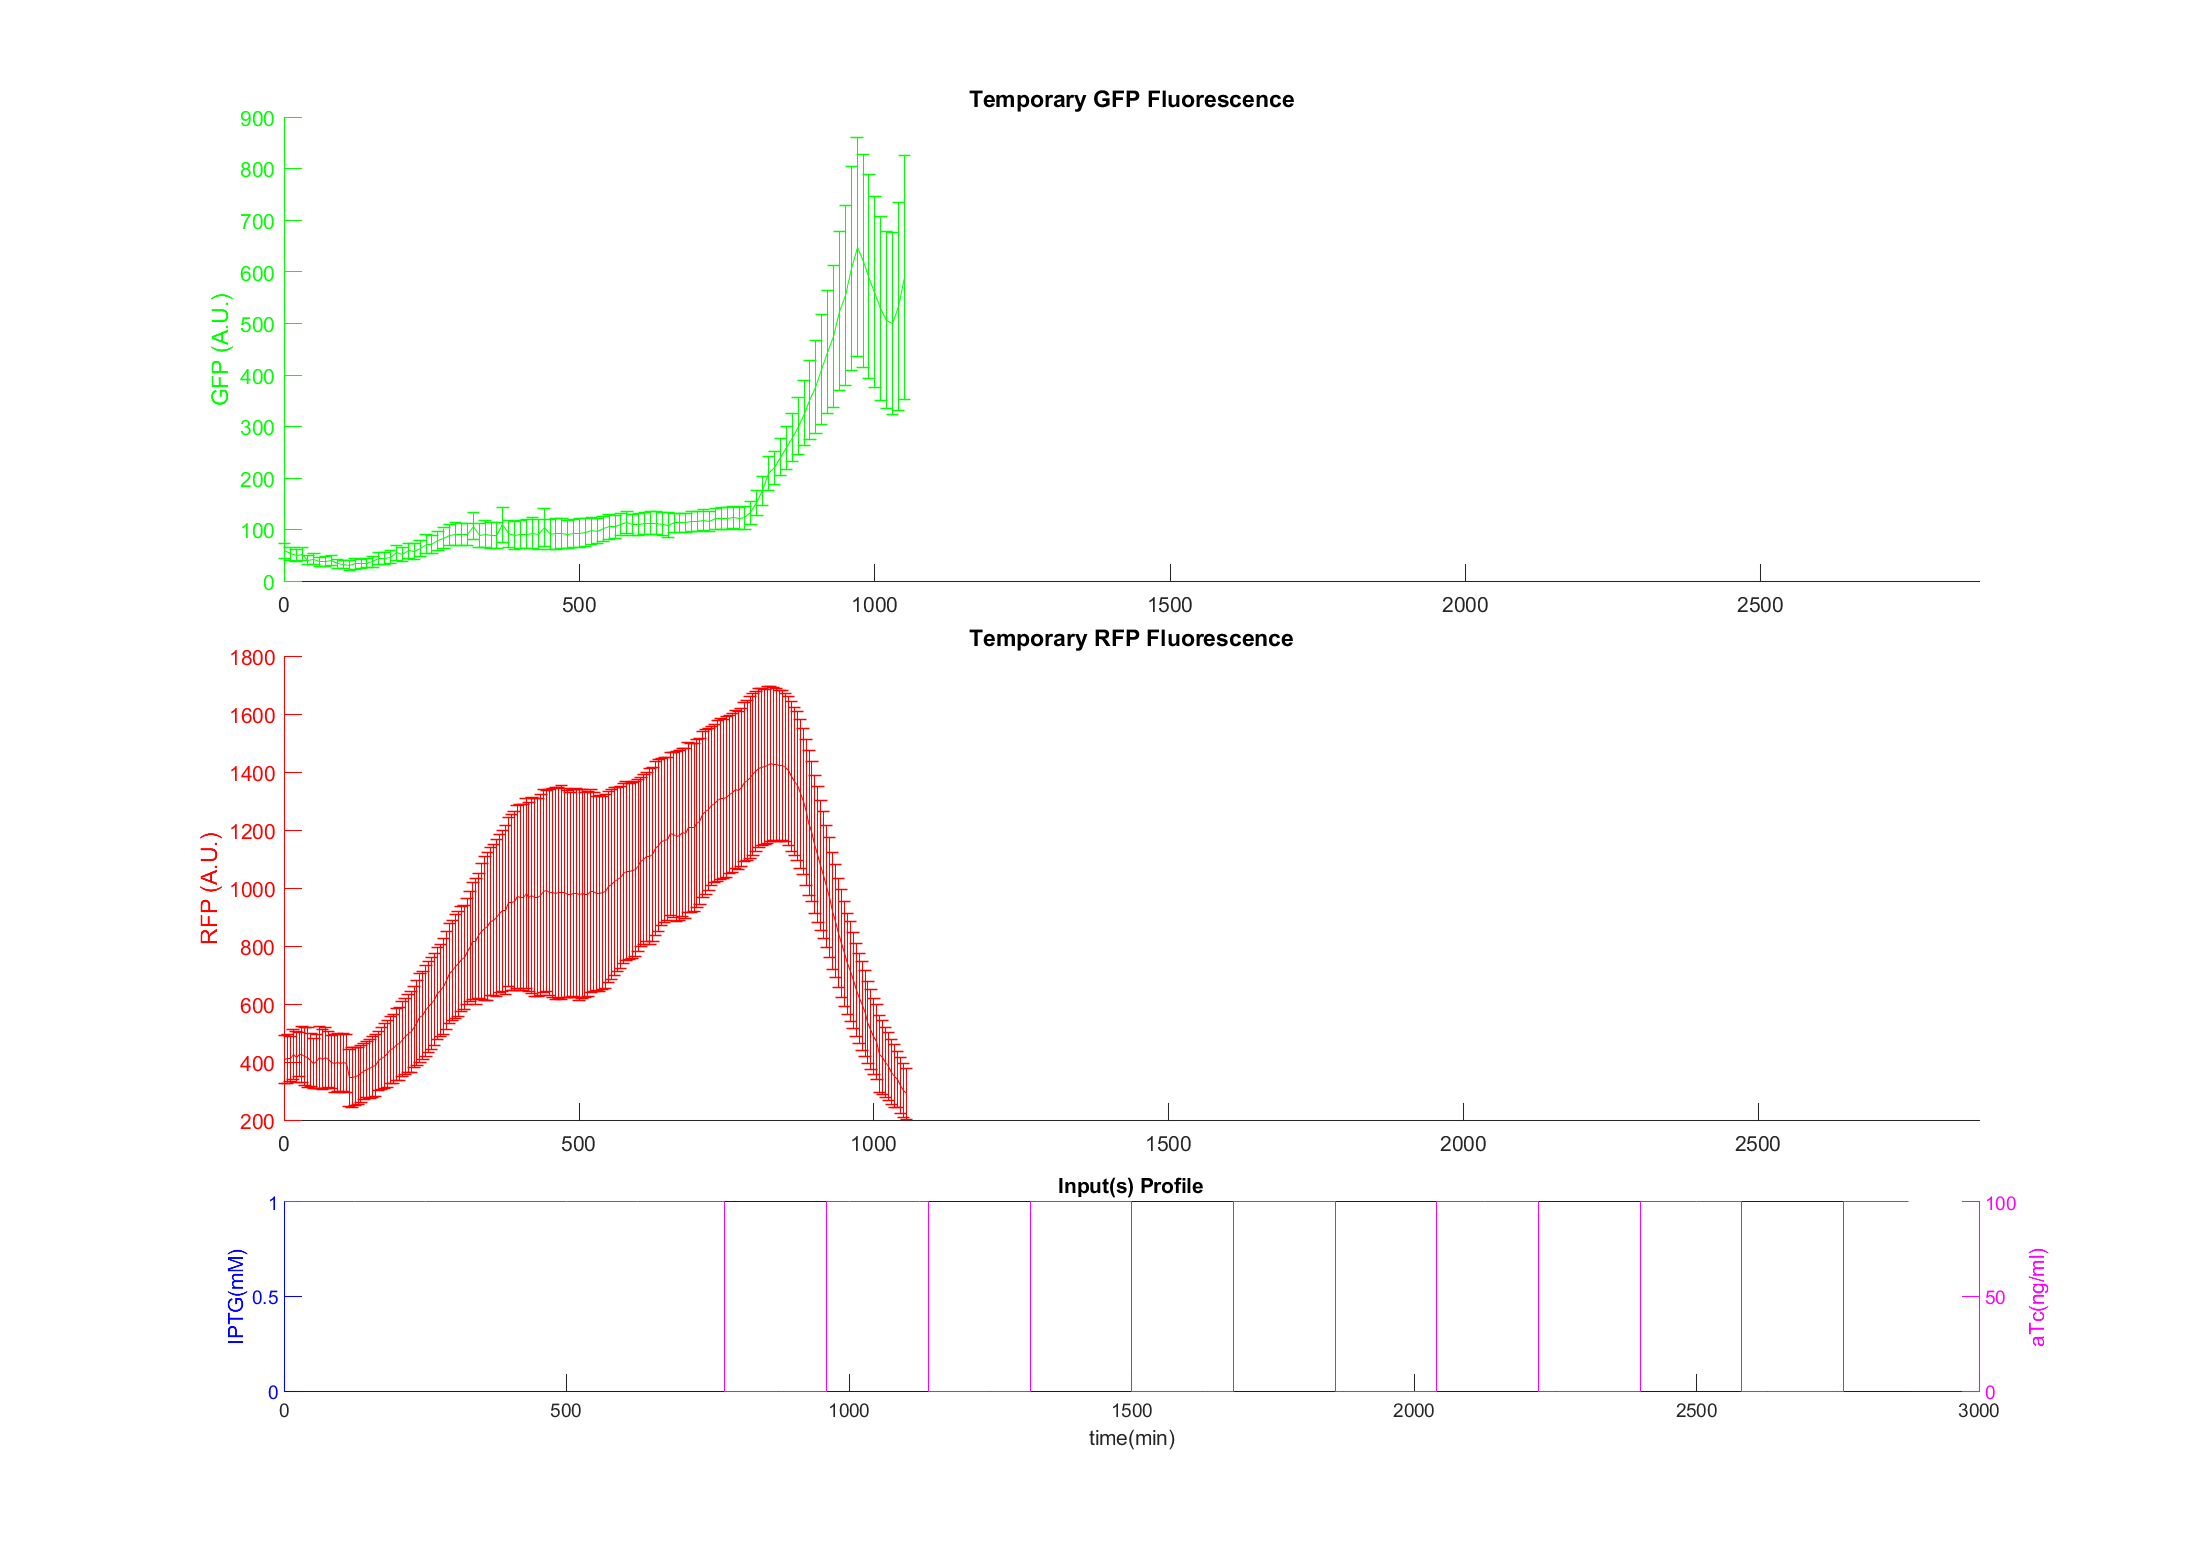 Temporary GFP Fluorescence
GFP (A.U.)
900
800
700
600
500
400
300
200
100
0
0 500 1000 1500 2000 2500
Temporary RFP Fluorescence
RFP (A.U.)
1800
1600
1400
1200
1000
800
600
400
200
0 500 1000 1500 2000 2500
Input(s) Profile
IPTG(mM)
1
0.5
0
100
50
0
aTc(ng/ml)
0 500 1000 1500 2000 2500 3000
time(min)